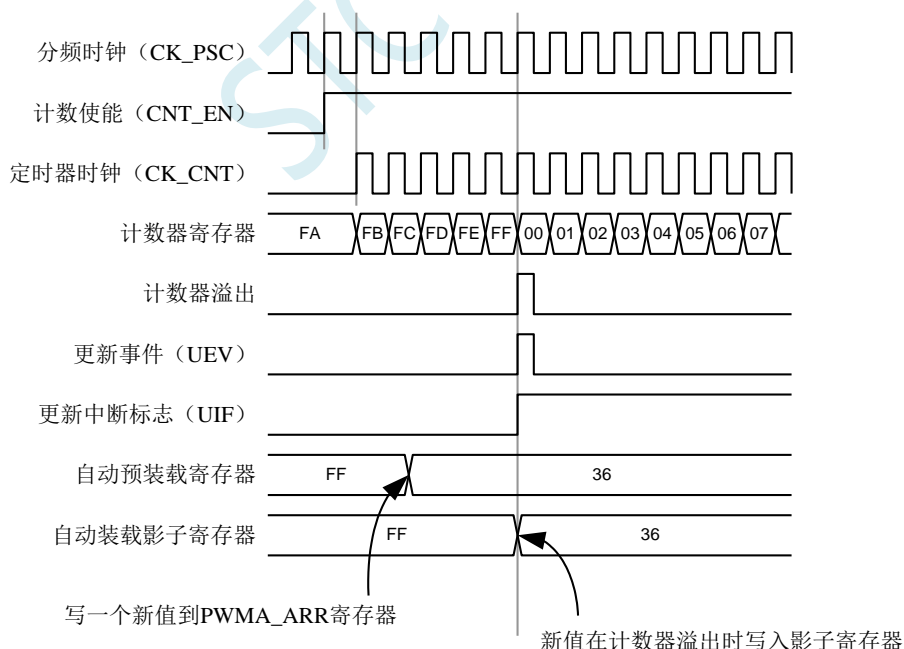 STC
分频时钟（CK_PSC）
计数使能（CNT_EN）
定时器时钟（CK_CNT）
计数器寄存器 FA FB FC FD FE FF 00 01 02 03 04 05 06 07
计数器溢出
更新事件（UEV）
更新中断标志（UIF）
自动预装载寄存器 FF 36
自动装载影子寄存器 FF 36
写一个新值到PWMA_ARR寄存器
新值在计数器溢出时写入影子寄存器